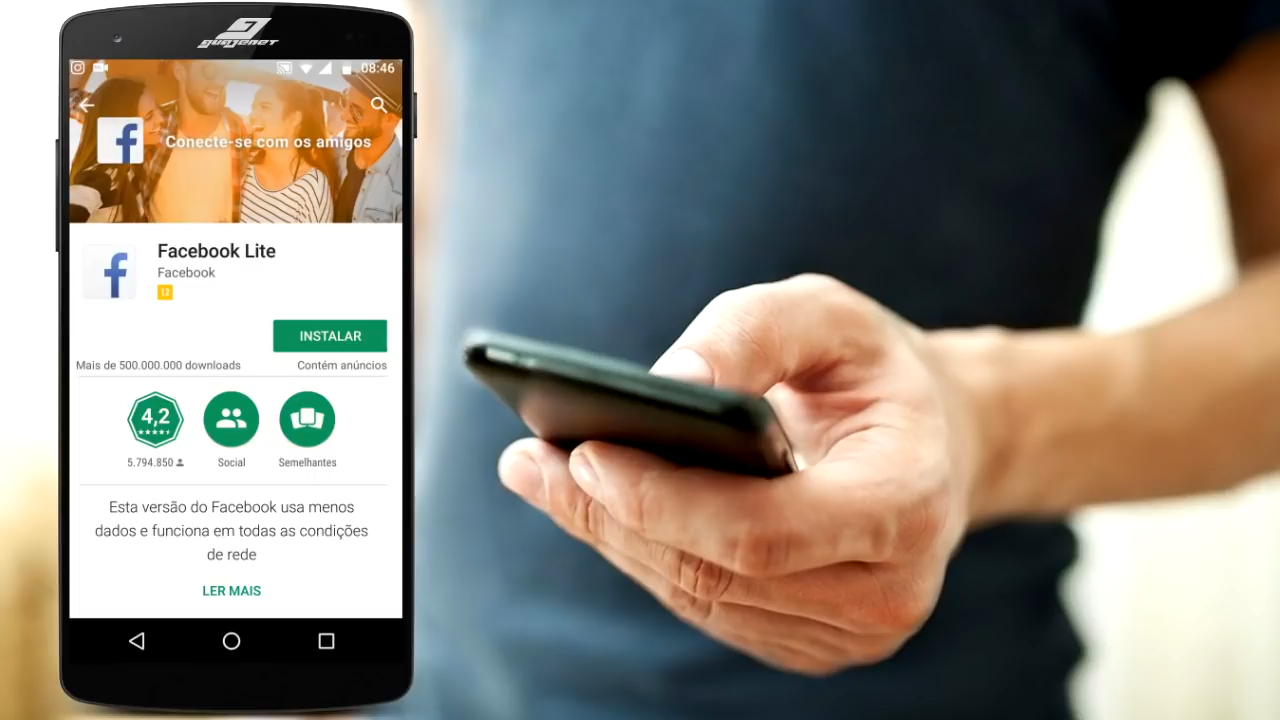 08:46
Conecte-se com os amigos
Facebook Lite
Facebook
12
INSTALAR
Mais de 500.000.000 downloads
Contém anúncios
4,2
5.794.850
Social
Semelhantes
Esta versão do Facebook usa menos
dados e funciona em todas as condições
de rede
LER MAIS